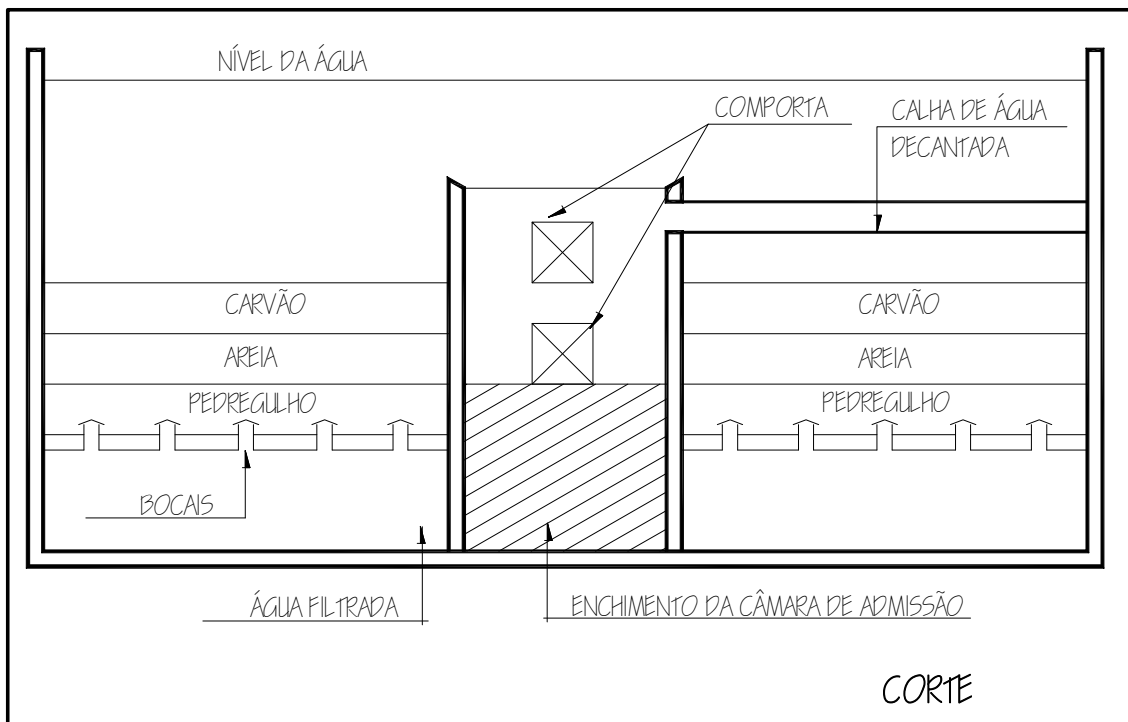 NÍVEL DA ÁGUA
COMPORTA
CALHA DE ÁGUA
DECANTADA
CARVÃO
CARVÃO
AREIA
AREIA
PEDREGULHO
PEDREGULHO
BOCAIS
ÁGUA FILTRADA
ENCHIMENTO DA CÂMARA DE ADMISSÃO
CORTE